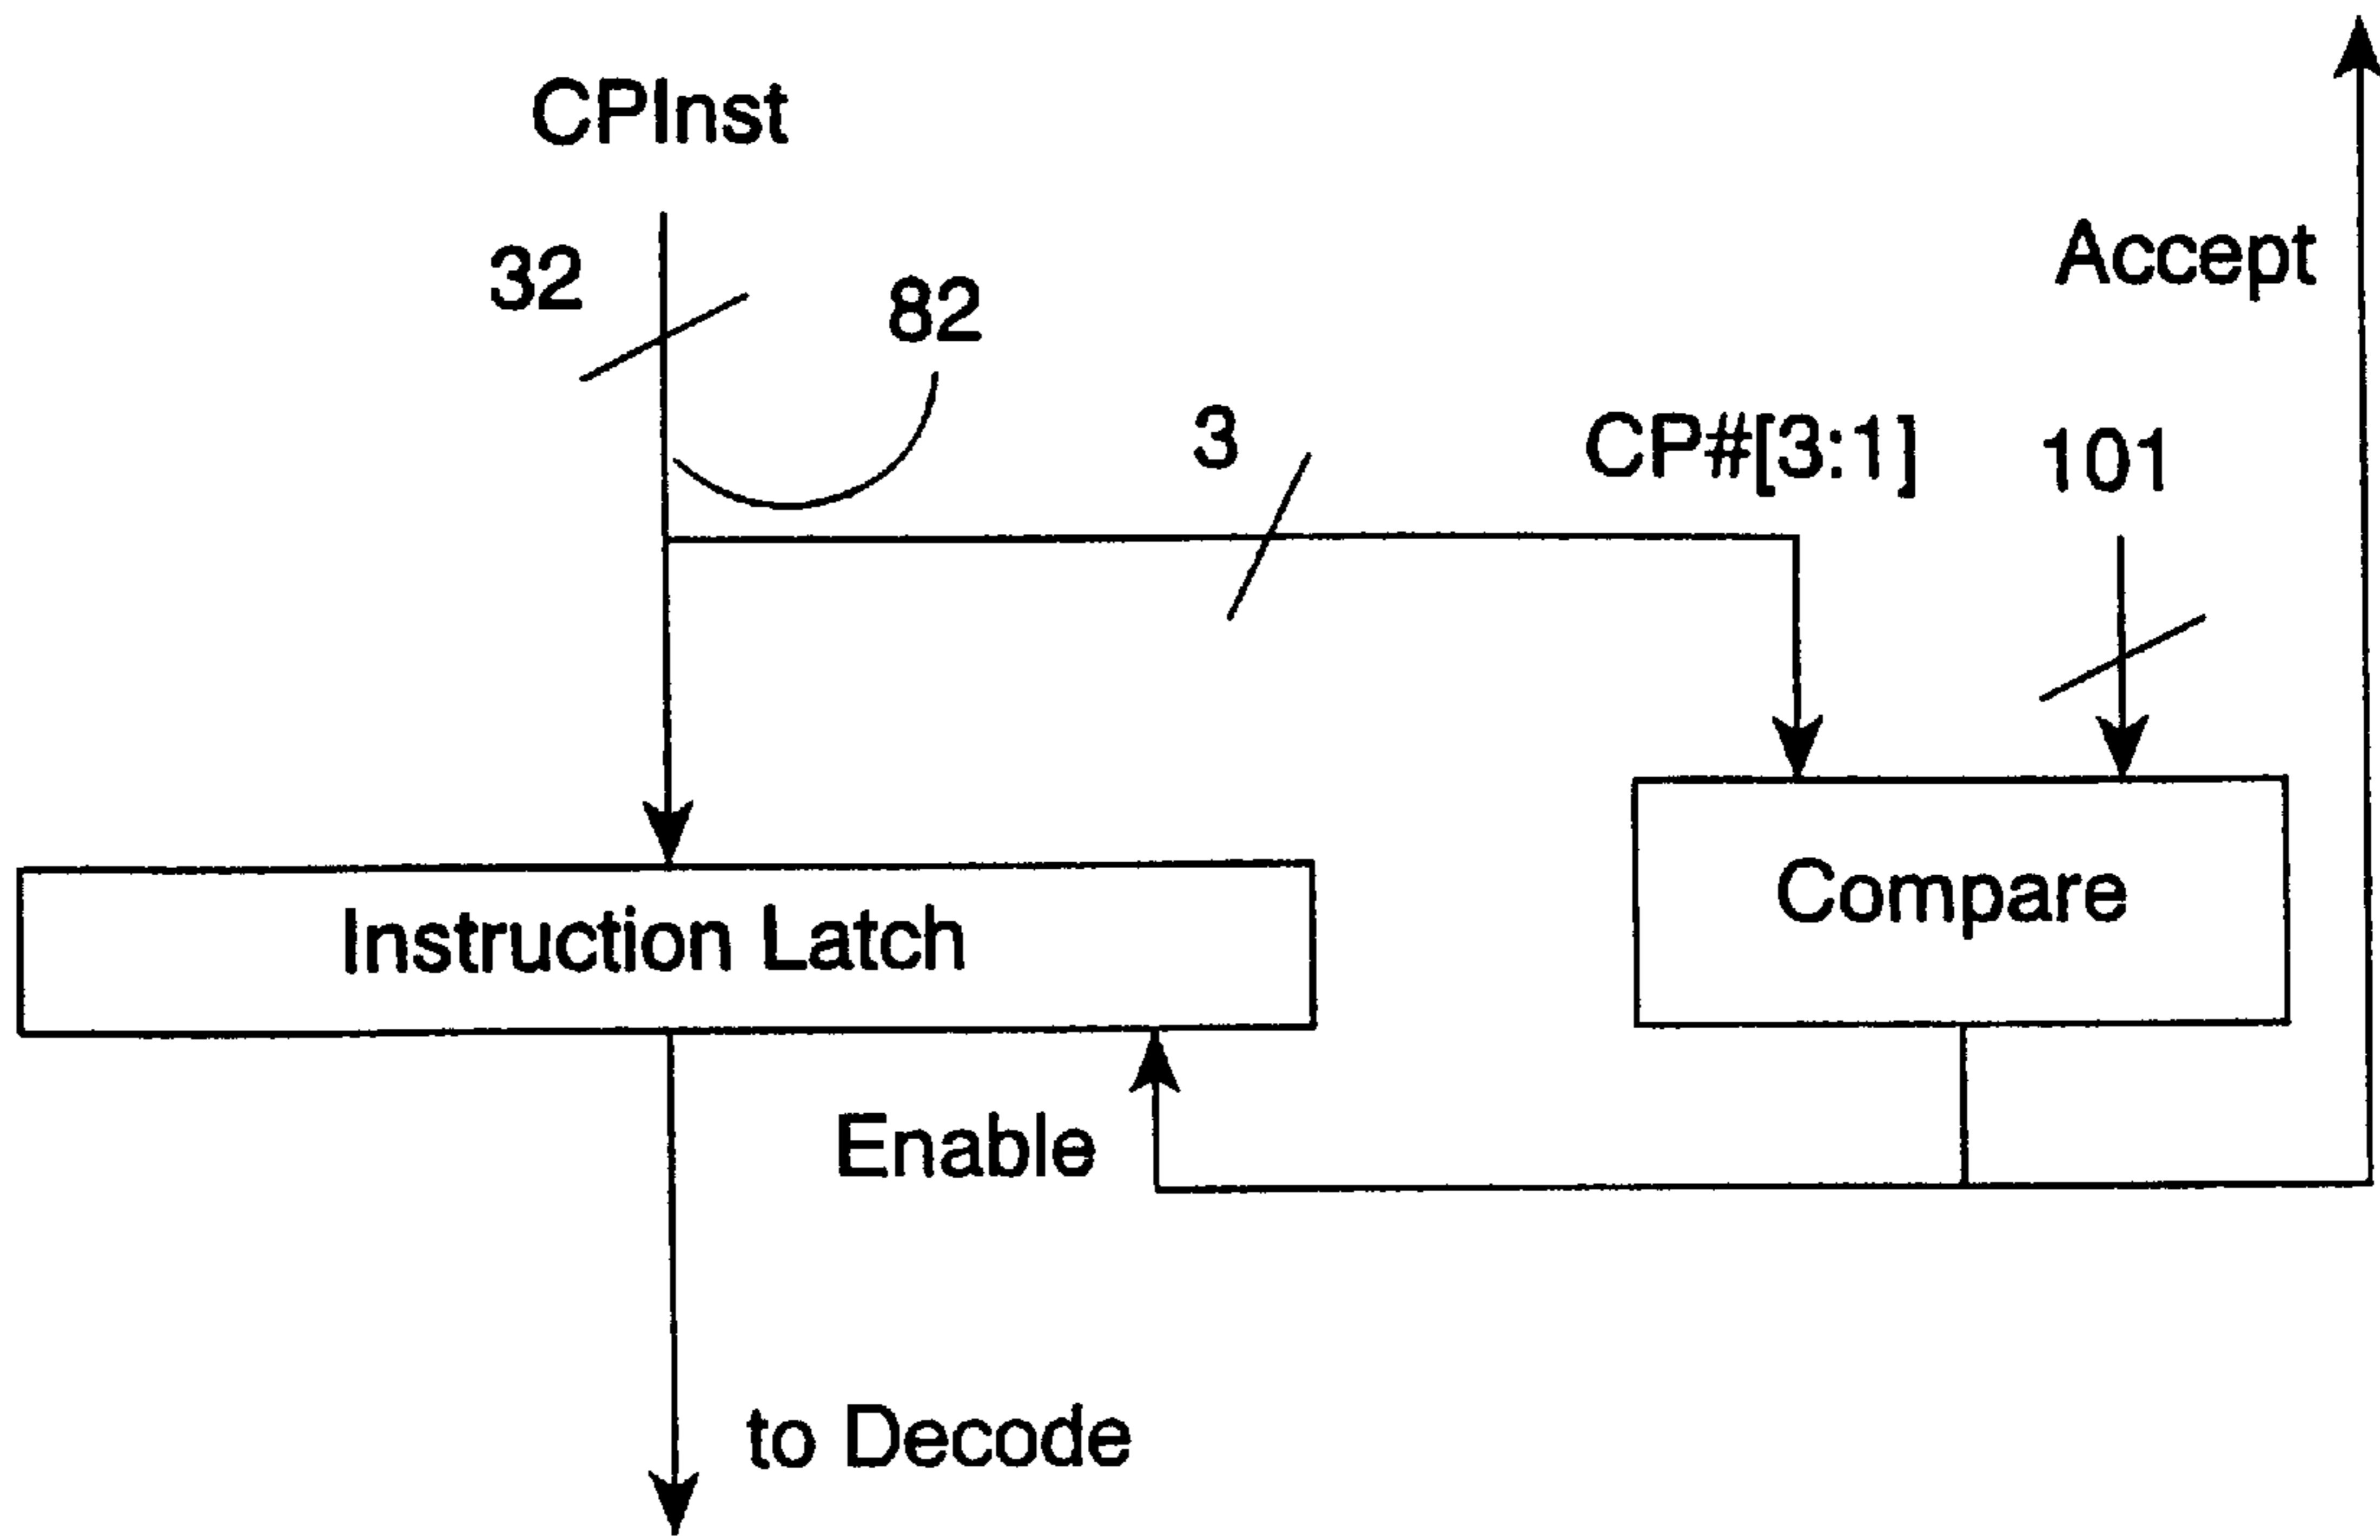 CPInst
Accept
32
82
3
CP#[3:1]
101
Compare
Instruction Latch
Enable
to Decode